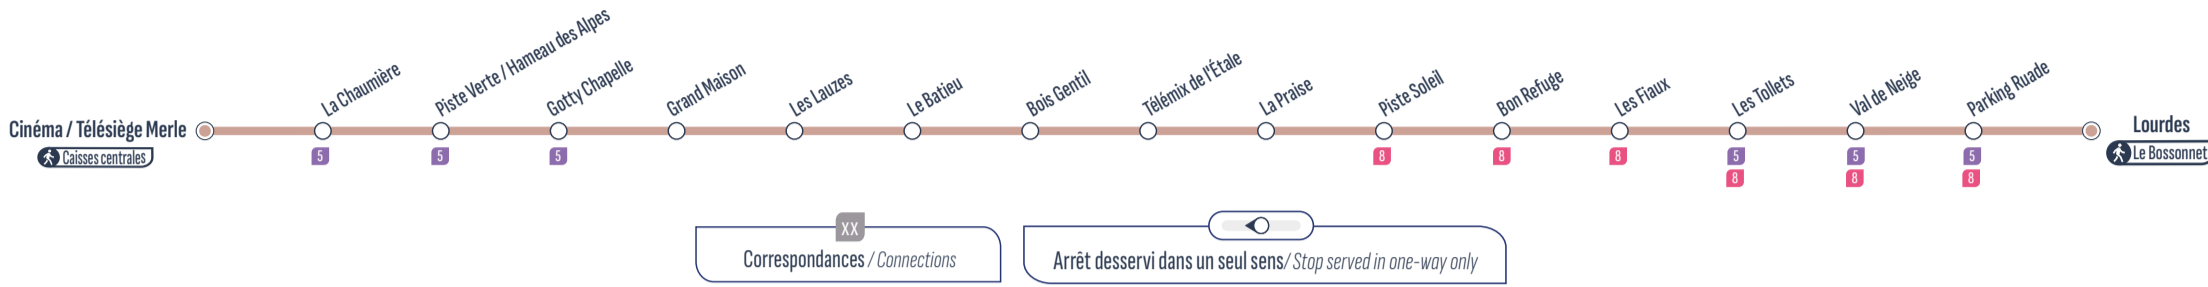 Cinéma / Télésiège Merle
Caisses centrales
La Chaumière
5
Piste Verte / Hameau des Alpes
5
Gotty Chapelle
5
Grand Maison
Les Lauzes
Le Batieu
Bois Gentil
Télémix de l'Étale
La Praise
Piste Soleil
8
Bon Refuge
8
Les Fiaux
8
Les Tollets
5
8
Val de Neige
5
8
Parking Ruade
5
8
Lourdes
Le Bossonnet
XX
Correspondances / Connections
Arrêt desservi dans un seul sens/ Stop served in one-way only